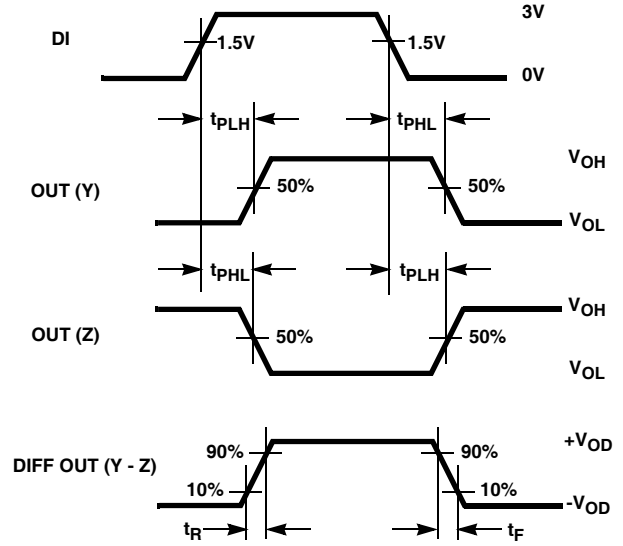 3V
DI
1.5V
1.5V
0V
tPLH
tPHL
VOH
50%
50%
OUT (Y)
VOL
tPHL
tPLH
VOH
OUT (Z)
50%
50%
VOL
+VOD
90%
90%
DIFF OUT (Y - Z)
10%
10%
-VOD
tR
tF